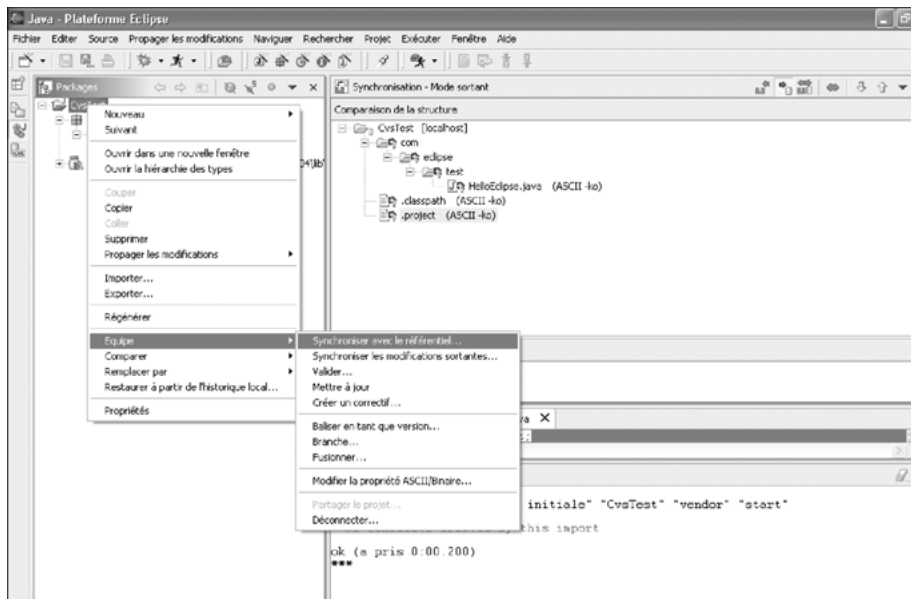 Java - Plateforme Eclipse
Fichier Editer Source Propager les modifications Naviguer Rechercher Projet Exécuter Fenêtre Aide
Packages
CvsTest
Nouveau
Suivant
Ouvrir dans une nouvelle fenêtre
Ouvrir la hiérarchie des types
Couper
Copier
Coller
Supprimer
Propager les modifications
Importer...
Exporter...
Régénérer
Equipe
Comparer
Remplacer par
Restaurer à partir de l'historique local...
Propriétés
04\lib'
Synchroniser avec le référentiel...
Synchroniser les modifications sortantes...
Valider...
Mettre à jour
Créer un correctif...
Baliser en tant que version...
Branche...
Fusionner...
Modifier la propriété ASCII/Binaire...
Partager le projet...
Déconnecter...
Synchronisation - Mode sortant
Comparaison de la structure
CvsTest [localhost]
com
eclipse
test
HelloEclipse.java (ASCII -ko)
.classpath (ASCII -ko)
.project (ASCII -ko)
va
initiale" "CvsTest" "vendor" "start"
this import
ok (a pris 0:00.200)
***